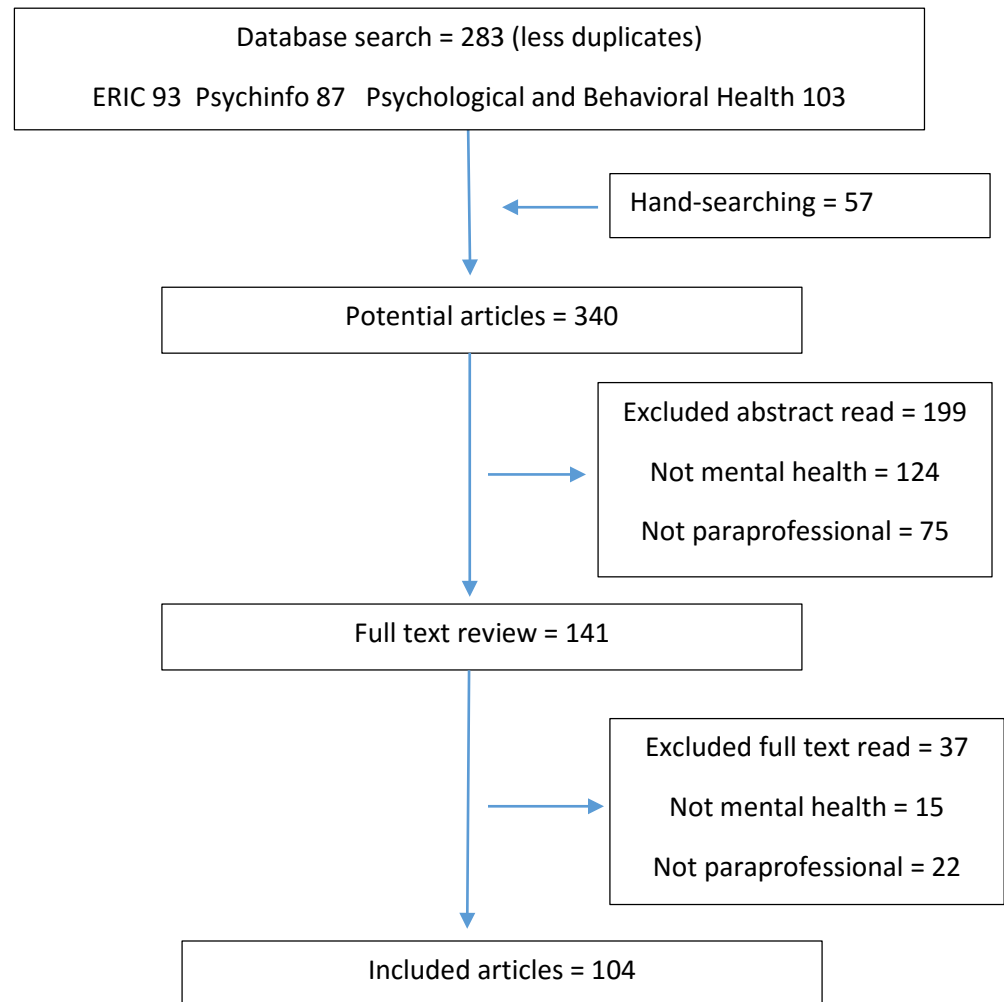 Database search = 283 (less duplicates)
ERIC 93  Psychinfo 87   Psychological and Behavioral Health 103
Hand-searching = 57
Potential articles = 340
Excluded abstract read = 199
Not mental health = 124
Not paraprofessional = 75
Full text review = 141
Excluded full text read = 37
Not mental health = 15
Not paraprofessional = 22
Included articles = 104